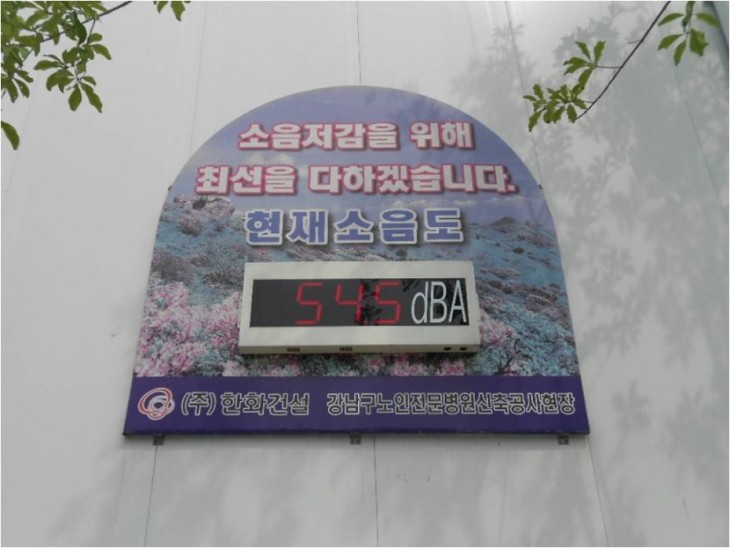 소음저감을 위해
최선을 다하겠습니다.
현재소음도
545 dBA
(주) 한화건설 강남구노인전문병원신축공사현장